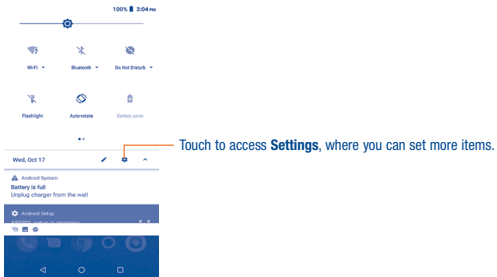 100% 3:04 PM
Wi-Fi Bluetooth Do Not Disturb
Flashlight Auto-rotate Battery saver
Wed, Oct 17
Touch to access Settings, where you can set more items.
Android System
Battery is full
Unplug charger from the wall
Android Setup